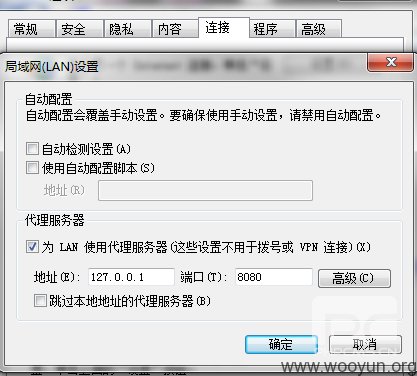 常规 安全 隐私 内容 连接 程序 高级
局域网(LAN)设置
自动配置
自动配置会覆盖手动设置。要确保使用手动设置，请禁用自动配置。
自动检测设置(A)
使用自动配置脚本(S)
地址(R)
代理服务器
为 LAN 使用代理服务器(这些设置不用于拨号或 VPN 连接)(X)
地址(E): 127.0.0.1 端口(T): 8080 高级(C)
跳过本地地址的代理服务器(B)
确定 取消
www.wooyun.org